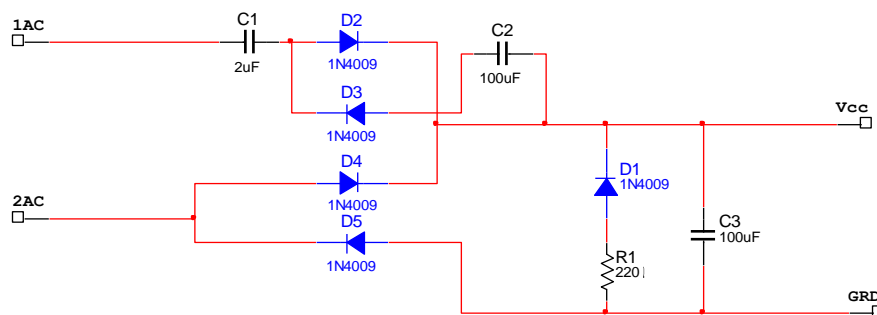 1AC
C1
2uF
D2
1N4009
C2
100uF
D3
1N4009
Vcc
D4
1N4009
D1
1N4009
2AC
D5
1N4009
C3
100uF
R1
220
GRD